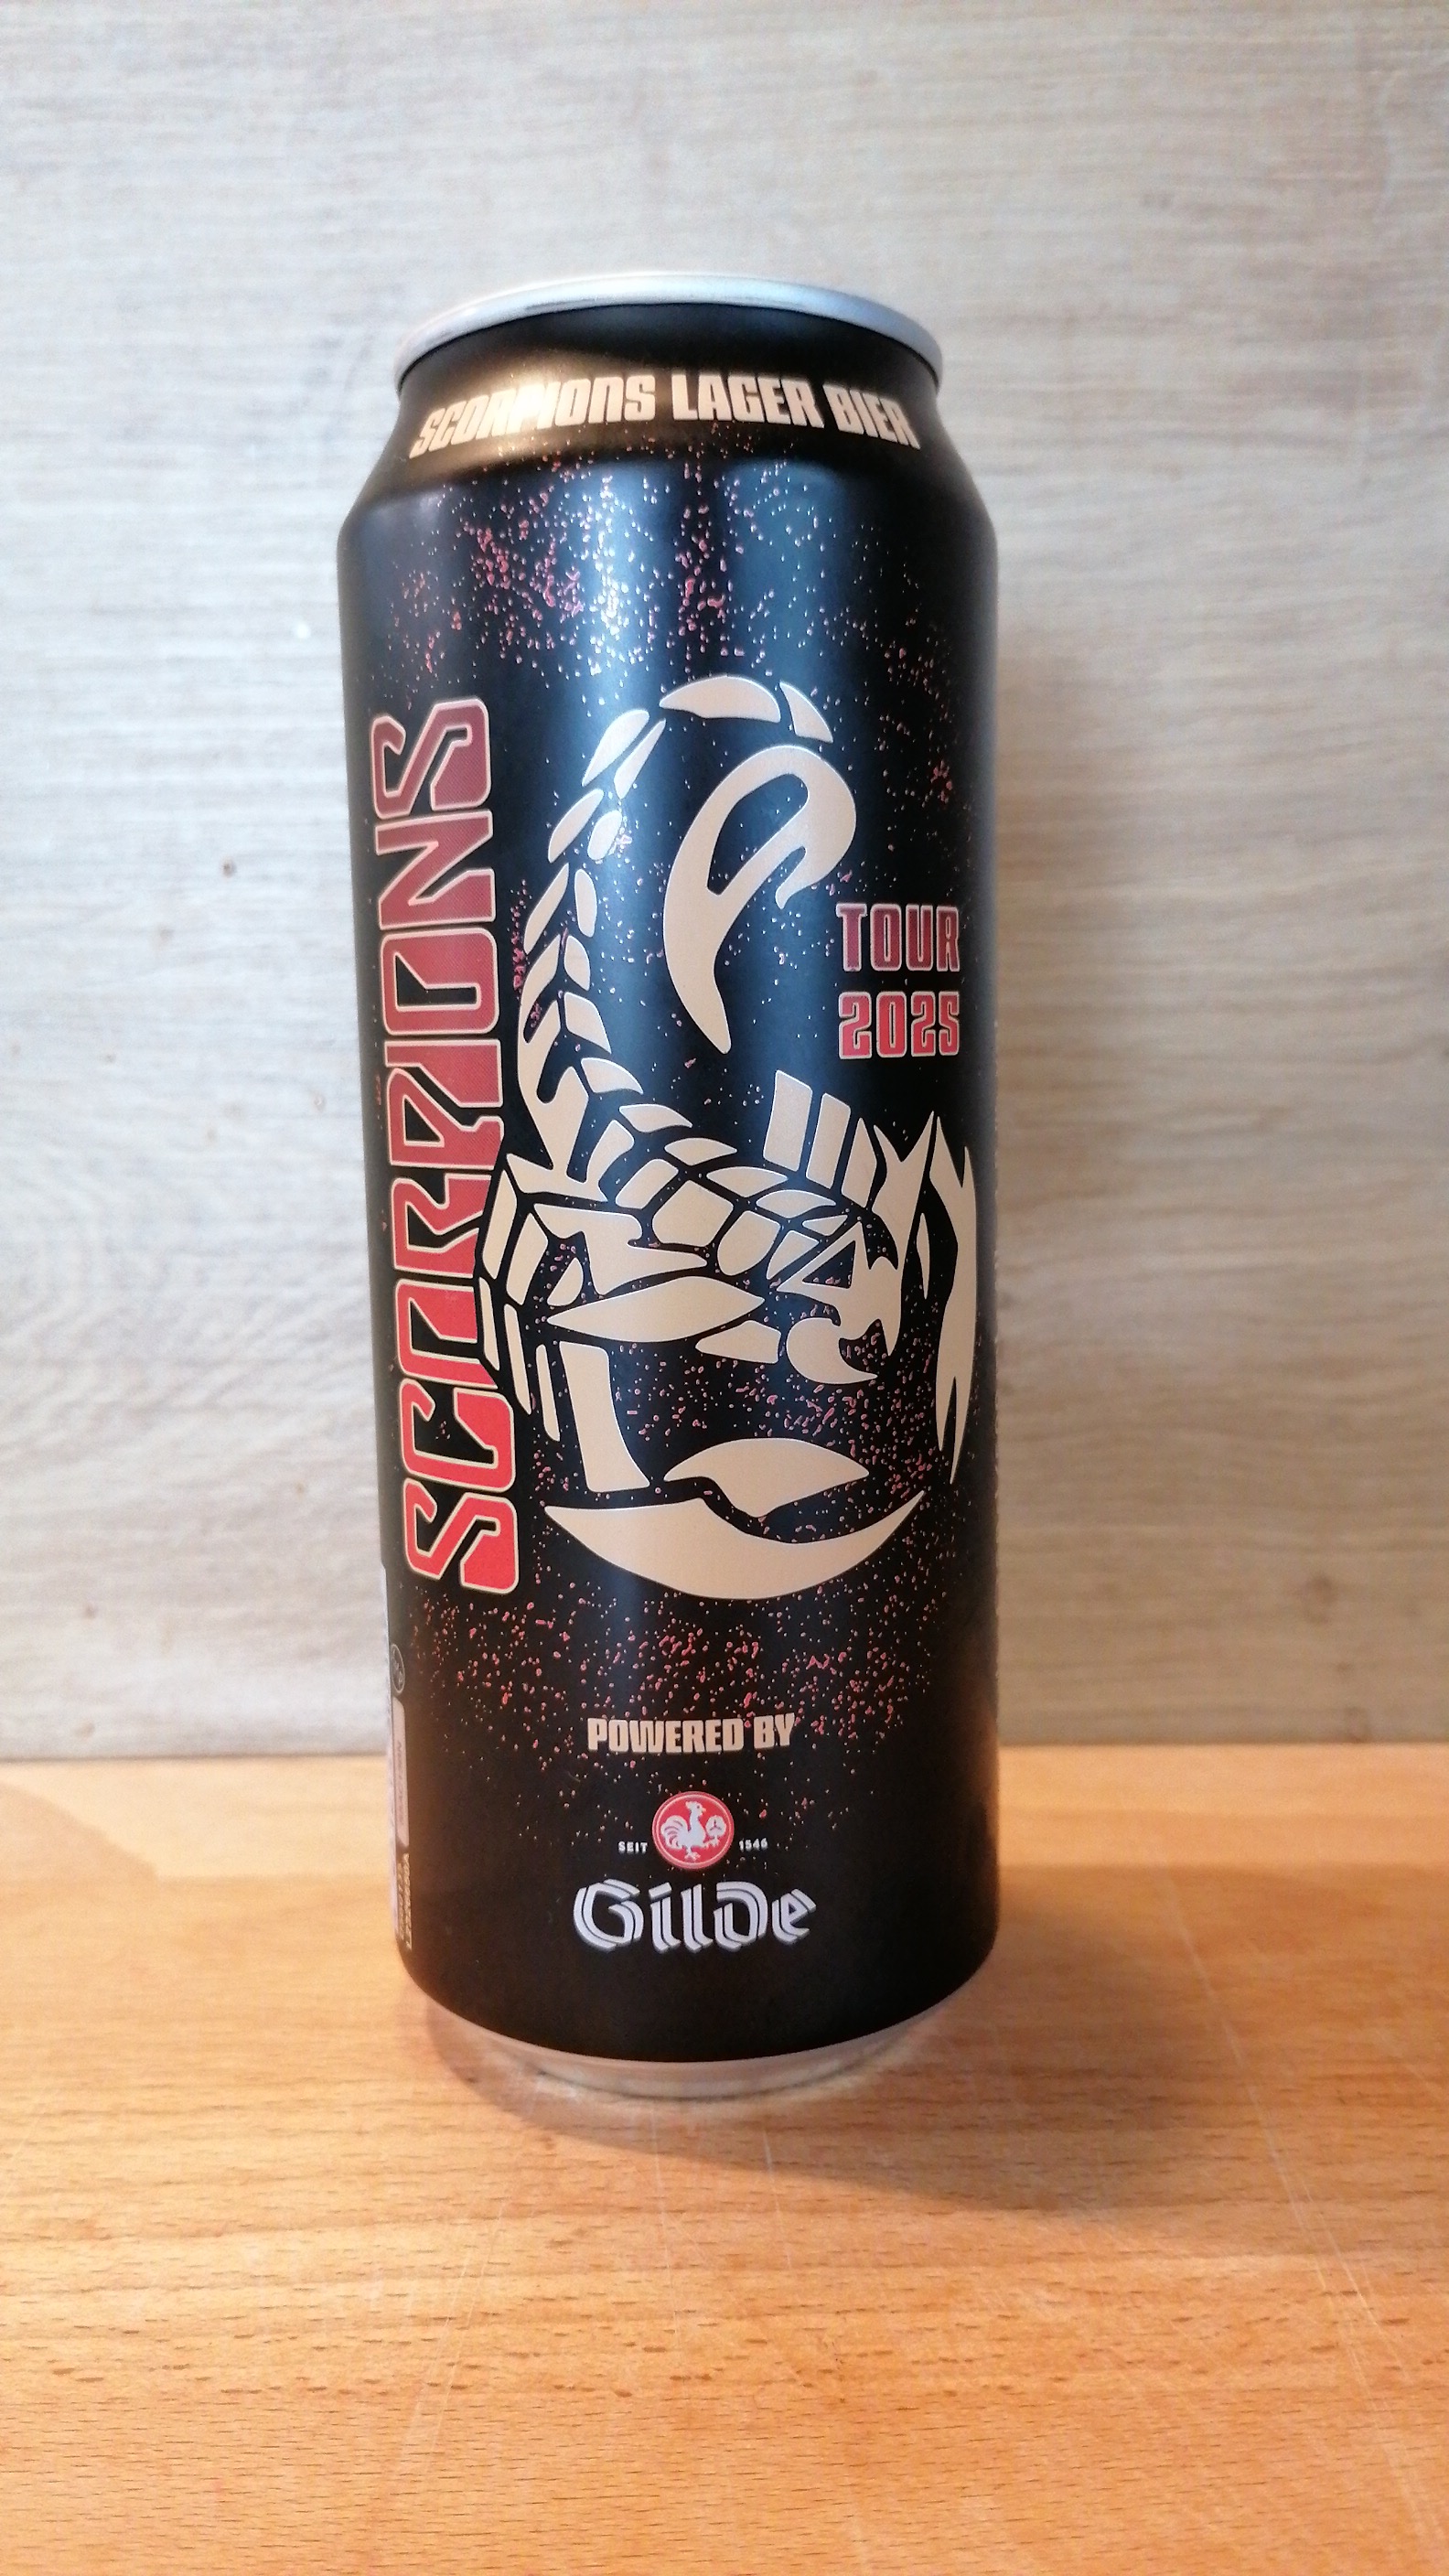 SCORPIONS LAGER BIER
SCORPIONS
TOUR
2025
POWERED BY
SEIT 1546
Gilde